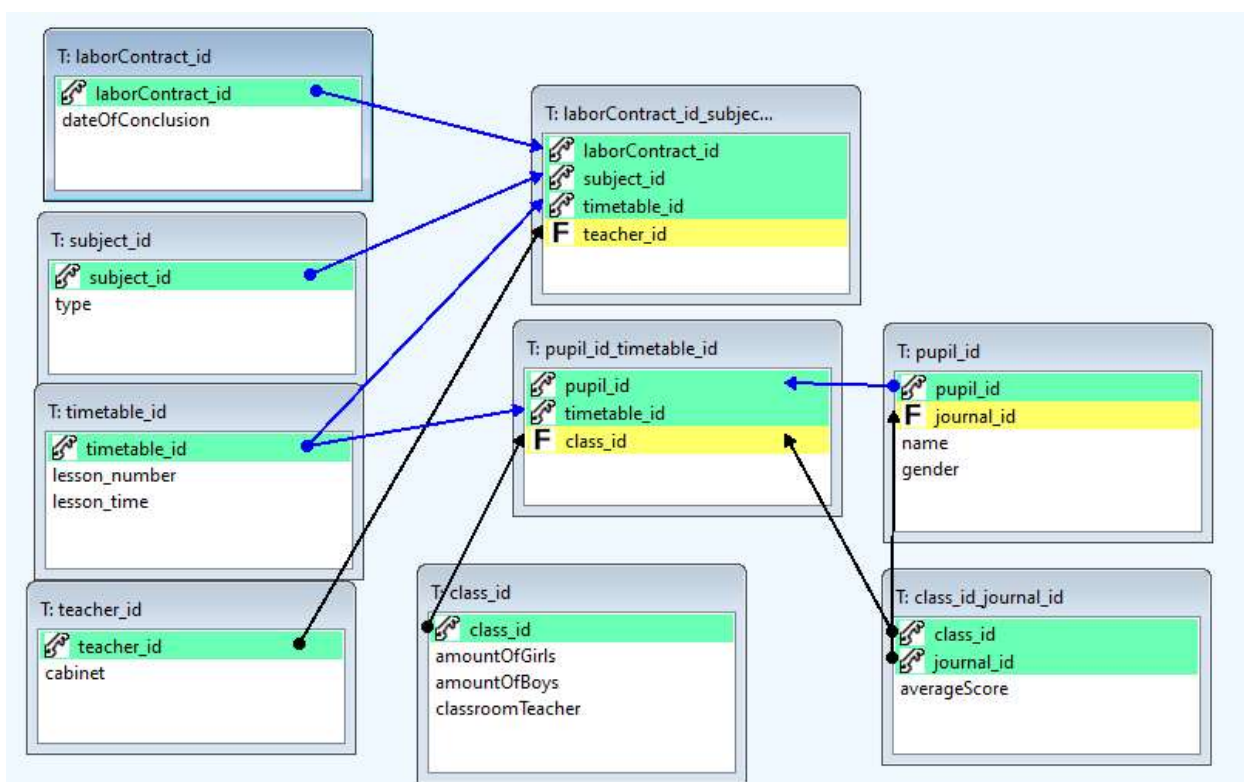 T: laborContract_id
laborContract_id
dateOfConclusion
T: subject_id
subject_id
type
T: timetable_id
timetable_id
lesson_number
lesson_time
T: teacher_id
teacher_id
cabinet
T: laborContract_id_subjec...
laborContract_id
subject_id
timetable_id
F teacher_id
T: pupil_id_timetable_id
pupil_id
timetable_id
F class_id
T: class_id
class_id
amountOfGirls
amountOfBoys
classroomTeacher
T: pupil_id
pupil_id
F journal_id
name
gender
T: class_id_journal_id
class_id
journal_id
averageScore